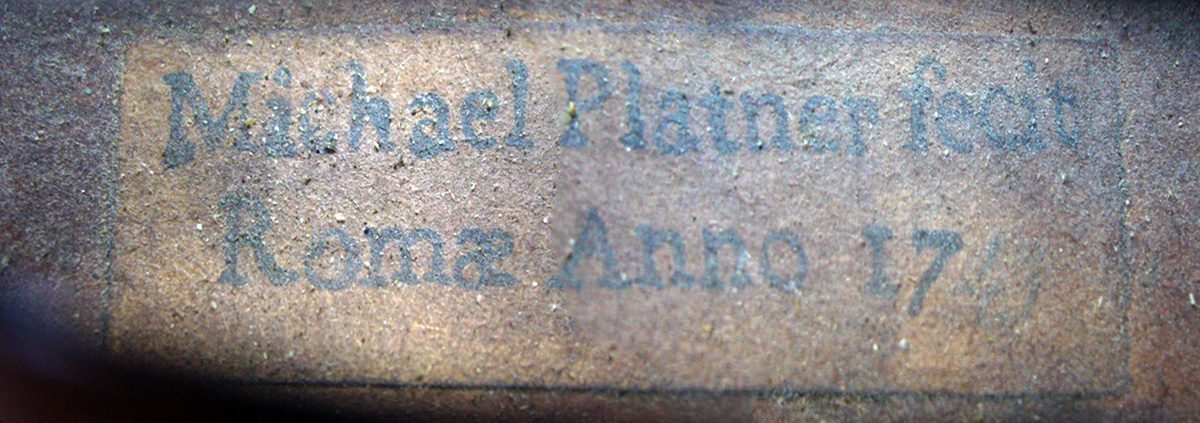 Michael Platner fecit
Romæ Anno 17